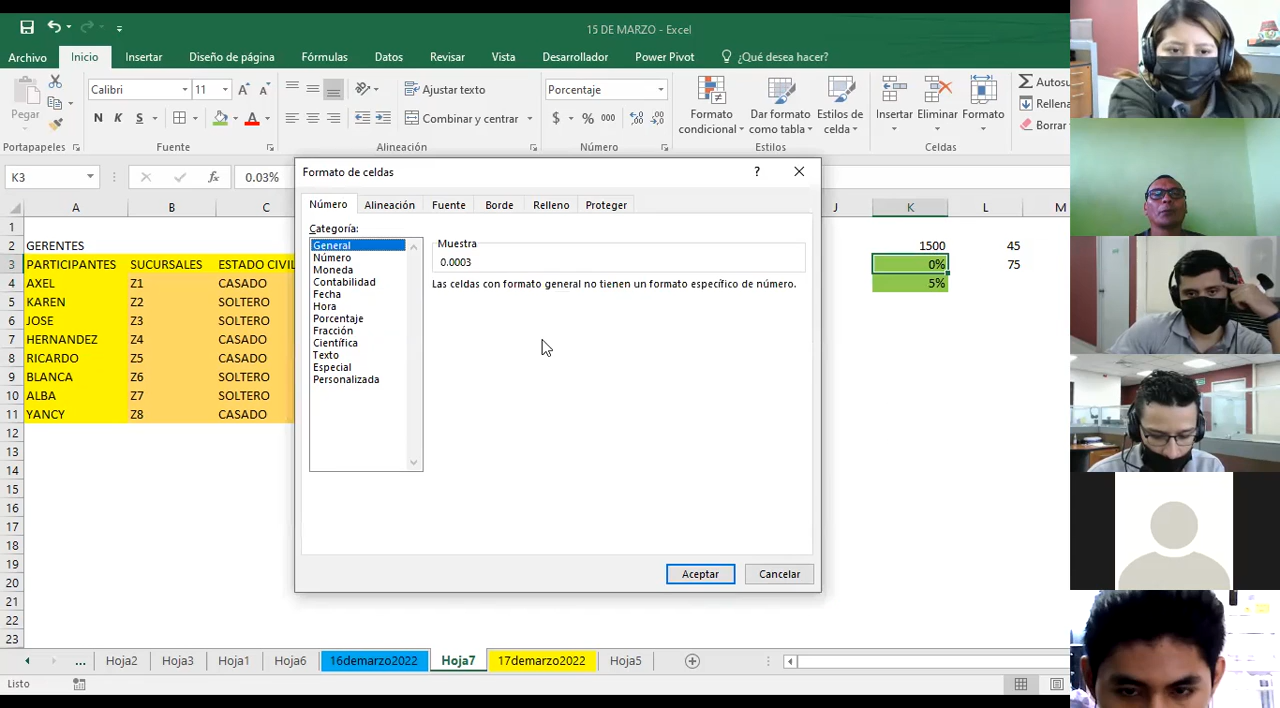 15 DE MARZO - Excel
Archivo Inicio Insertar Diseño de página Fórmulas Datos Revisar Vista Desarrollador Power Pivot ¿Qué desea hacer?
Pegar
Calibri 11
N K S
Ajustar texto
Combinar y centrar
Porcentaje
$ % 000
Formato condicional
Dar formato como tabla
Estilos de celda
Insertar Eliminar Formato
Autosu
Rellena
Borrar
Portapapeles Fuente Alineación Número Estilos Celdas
K3 fx 0.03%
A B C J K L M
1
2 GERENTES 1500 45
3 PARTICIPANTES SUCURSALES ESTADO CIVIL 0% 75
4 AXEL Z1 CASADO 5%
5 KAREN Z2 SOLTERO
6 JOSE Z3 SOLTERO
7 HERNANDEZ Z4 CASADO
8 RICARDO Z5 CASADO
9 BLANCA Z6 SOLTERO
10 ALBA Z7 SOLTERO
11 YANCY Z8 CASADO
12
13
14
15
16
17
18
19
20
21
22
23
Formato de celdas ?
Número Alineación Fuente Borde Relleno Proteger
Categoría:
General
Número
Moneda
Contabilidad
Fecha
Hora
Porcentaje
Fracción
Científica
Texto
Especial
Personalizada
Muestra
0.0003
Las celdas con formato general no tienen un formato específico de número.
Aceptar Cancelar
... Hoja2 Hoja3 Hoja1 Hoja6 16demarzo2022 Hoja7 17demarzo2022 Hoja5
Listo